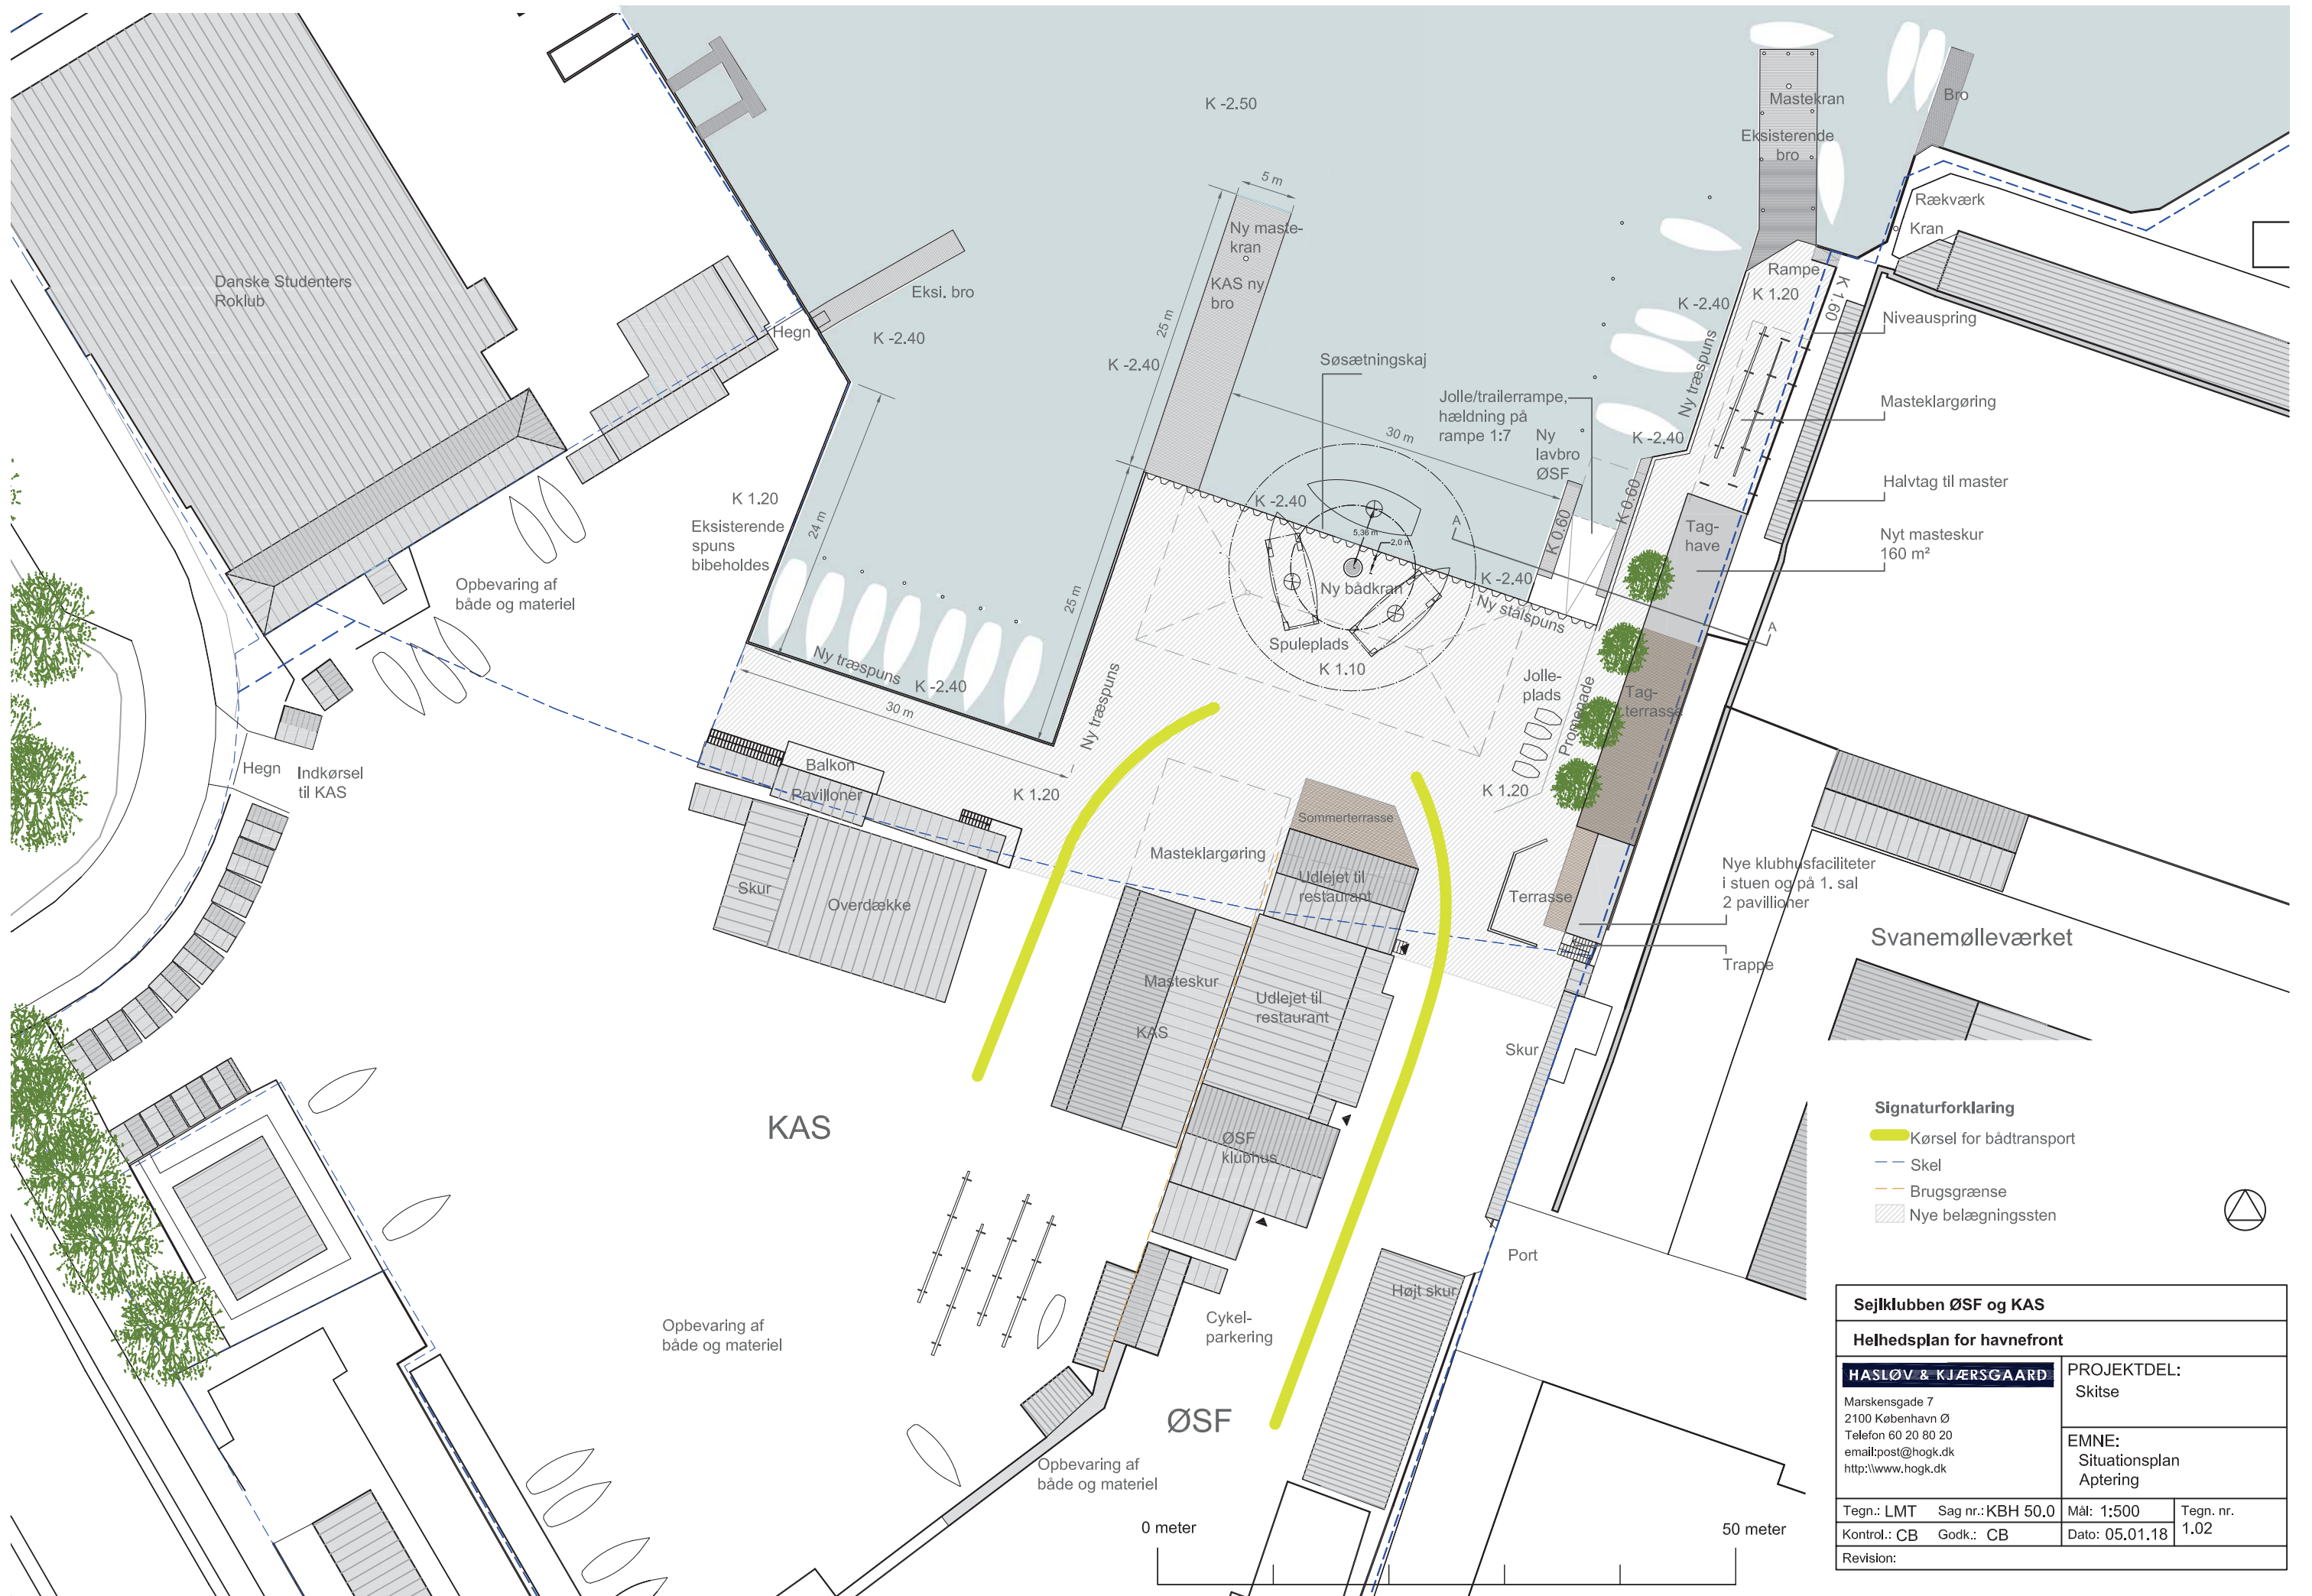 K -2.50
Mastekran
Bro
Eksisterende
bro
5 m
Rækværk
Kran
Ny maste-
kran
Danske Studenters
Roklub
KAS ny
bro
Eksi. bro
Rampe
K 1.20
K 1.60
K -2.40
Niveauspring
Hegn
K -2.40
25 m
K -2.40
Søsætningskaj
Ny træspuns
Jolle/trailerrampe,
hældning på
rampe 1:7
Masteklargøring
30 m
Ny
lavbro
ØSF
K -2.40
Halvtag til master
K 1.20
Eksisterende
spuns
bibeholdes
24 m
K -2.40
K 0.60
K 0.60
A
5,36 m
2,0 m
Tag-
have
Nyt masteskur
160 m²
Opbevaring af
både og materiel
25 m
Ny bådkran
K -2.40
Ny stålspuns
A
Spuleplads
K 1.10
Ny træspuns
K -2.40
30 m
Ny træspuns
Jolle-
plads
Promenade
Tag-
terrasse
Hegn
Indkørsel
til KAS
Balkon
Pavilloner
K 1.20
K 1.20
Sommerterrasse
Masteklargøring
Skur
Overdække
Udlejet til
restaurant
Terrasse
Nye klubhusfaciliteter
i stuen og på 1. sal
2 pavillioner
Svanemølleværket
Trappe
Masteskur
KAS
Udlejet til
restaurant
Skur
KAS
ØSF
klubhus
Signaturforklaring
Kørsel for bådtransport
Skel
Brugsgrænse
Nye belægningssten
Port
Højt skur
Opbevaring af
både og materiel
Cykel-
parkering
ØSF
Opbevaring af
både og materiel
0 meter
50 meter
Sejlklubben ØSF og KAS
Helhedsplan for havnefront
HASLØV & KJÆRSGAARD
Marskensgade 7
2100 København Ø
Telefon 60 20 80 20
email:post@hogk.dk
http:\\www.hogk.dk
PROJEKTDEL:
Skitse
EMNE:
Situationsplan
Aptering
Tegn.: LMT Sag nr.: KBH 50.0 Mål: 1:500 Tegn. nr.
Kontrol.: CB Godk.: CB Dato: 05.01.18 1.02
Revision: